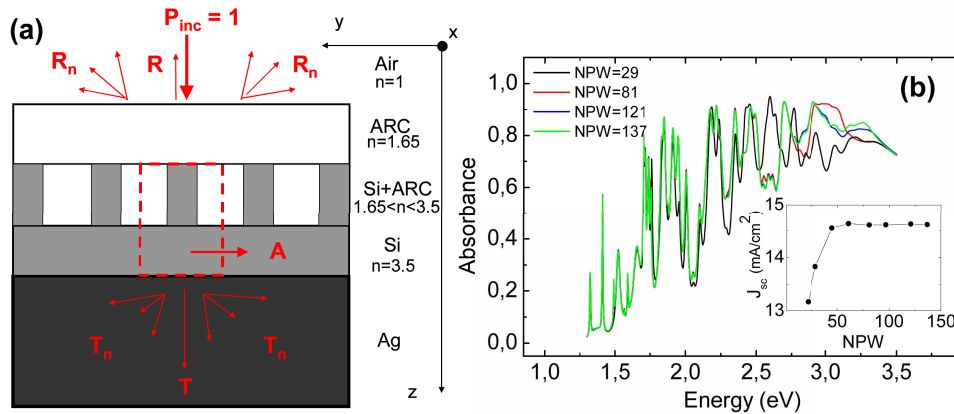 (a)
P_inc = 1
y
x
R_n
R
R_n
Air
n=1
ARC
n=1.65
Si+ARC
1.65<n<3.5
A
Si
n=3.5
T_n
T
T_n
Ag
z
(b)
Absorbance
1,0
0,8
0,6
0,4
0,2
0,0
NPW=29
NPW=81
NPW=121
NPW=137
J_sc (mA/cm²)
15
14
13
0 50 100 150
NPW
1,0 1,5 2,0 2,5 3,0 3,5
Energy (eV)